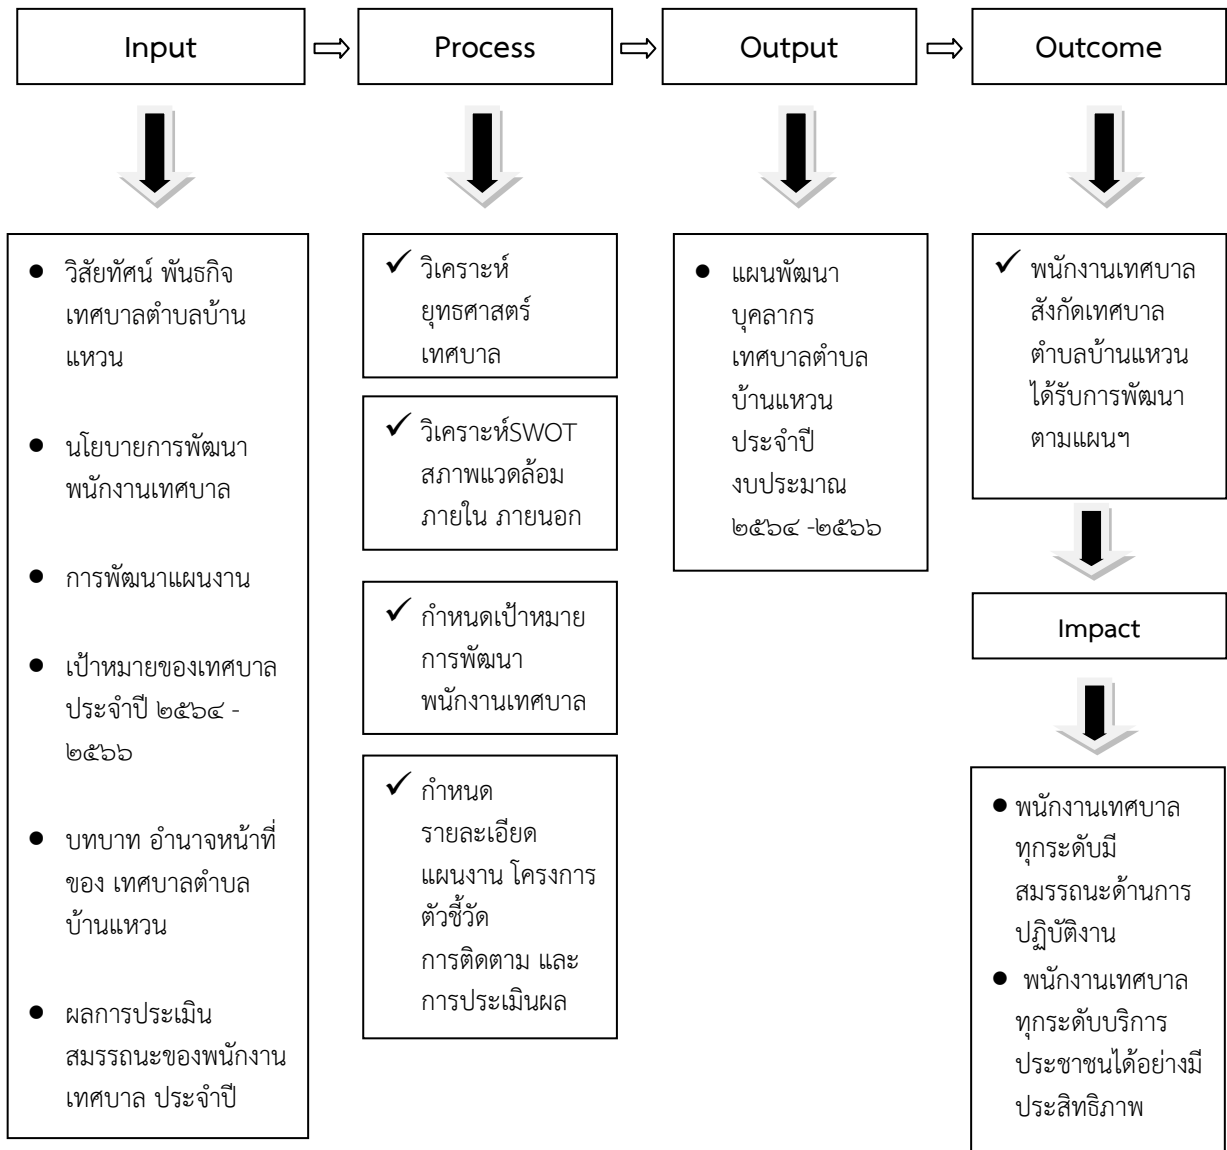 Input
Process
Output
Outcome
● วิสัยทัศน์ พันธกิจ
เทศบาลตำบลบ้าน
แหวน
● นโยบายการพัฒนา
พนักงานเทศบาล
● การพัฒนาแผนงาน
● เป้าหมายของเทศบาล
ประจำปี ๒๕๖๔ -
๒๕๖๖
● บทบาท อำนาจหน้าที่
ของ เทศบาลตำบล
บ้านแหวน
● ผลการประเมิน
สมรรถนะของพนักงาน
เทศบาล ประจำปี
✓ วิเคราะห์
ยุทธศาสตร์
เทศบาล
✓ วิเคราะห์SWOT
สภาพแวดล้อม
ภายใน ภายนอก
✓ กำหนดเป้าหมาย
การพัฒนา
พนักงานเทศบาล
✓ กำหนด
รายละเอียด
แผนงาน โครงการ
ตัวชี้วัด
การติดตาม และ
การประเมินผล
● แผนพัฒนา
บุคลากร
เทศบาลตำบล
บ้านแหวน
ประจำปี
งบประมาณ
๒๕๖๔ -๒๕๖๖
✓ พนักงานเทศบาล
สังกัดเทศบาล
ตำบลบ้านแหวน
ได้รับการพัฒนา
ตามแผนฯ
Impact
● พนักงานเทศบาล
ทุกระดับมี
สมรรถนะด้านการ
ปฏิบัติงาน
● พนักงานเทศบาล
ทุกระดับบริการ
ประชาชนได้อย่างมี
ประสิทธิภาพ